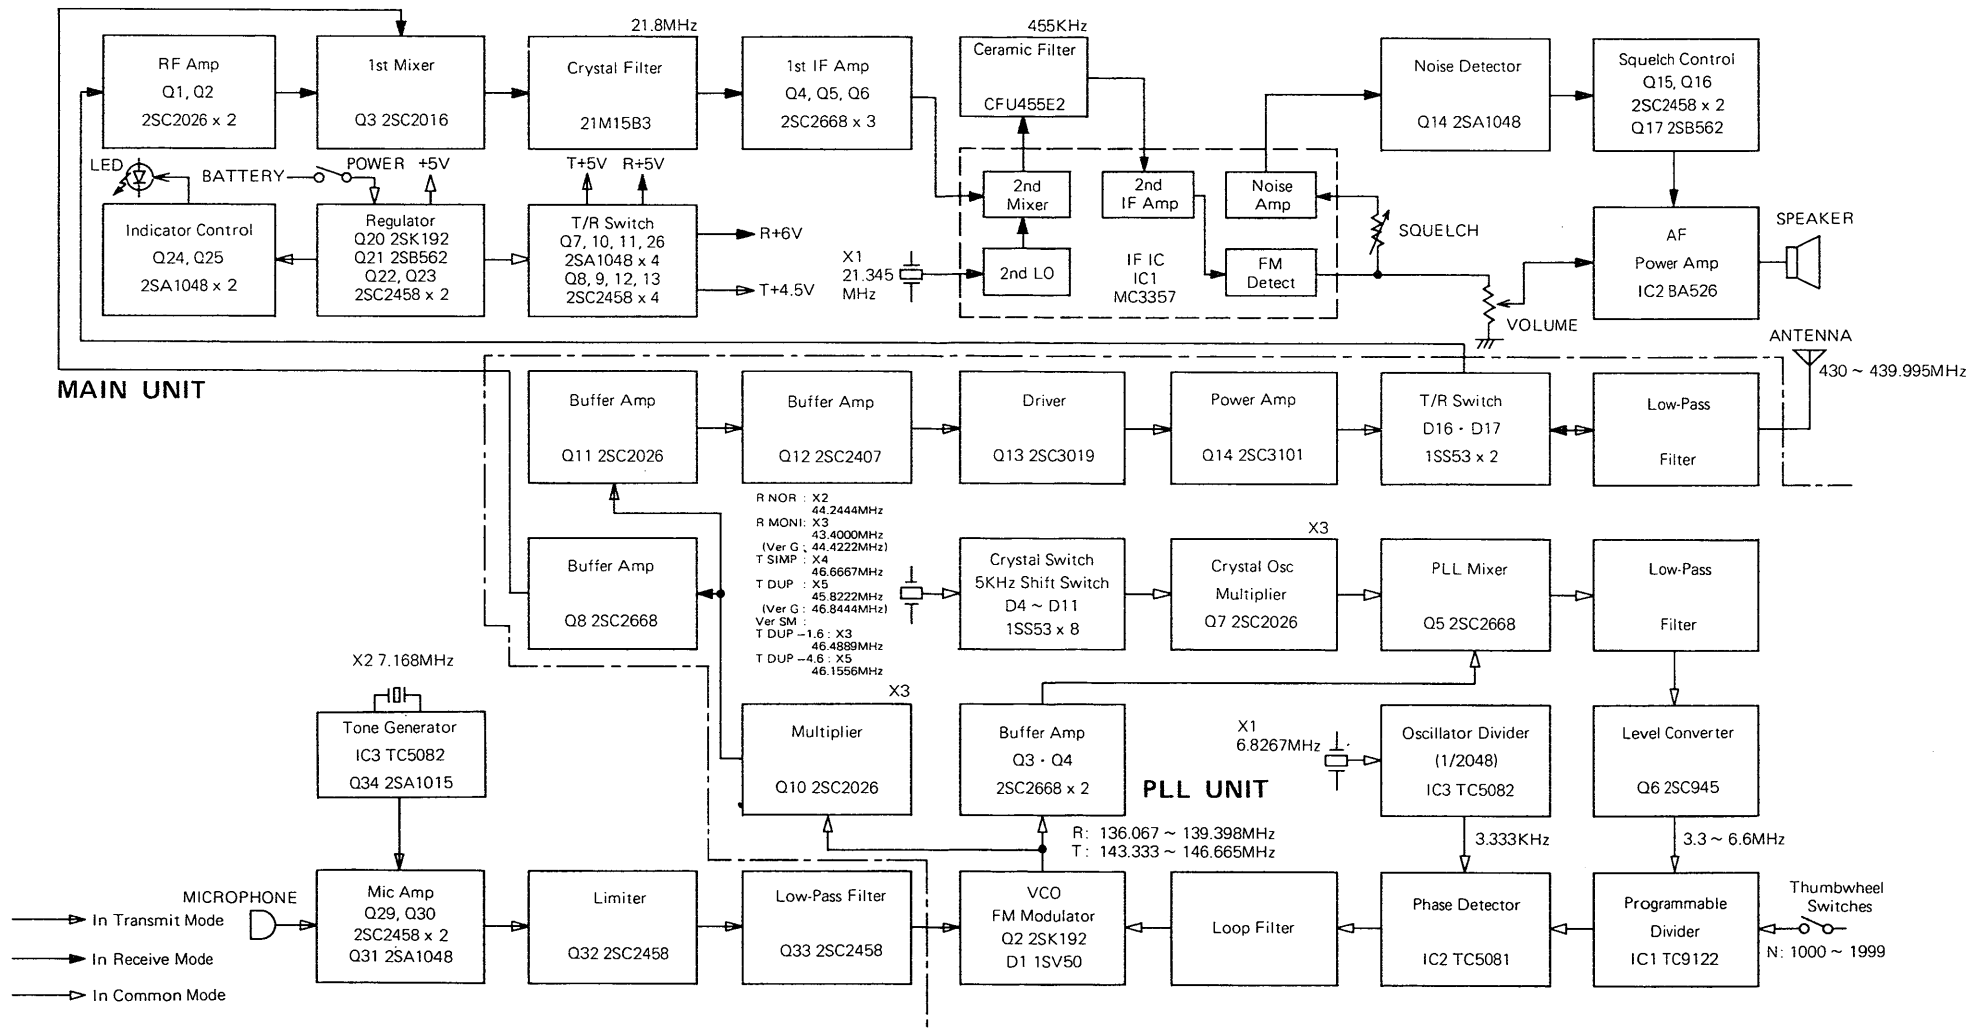 21.8MHz
455KHz
RF Amp
Q1, Q2
2SC2026 x 2
1st Mixer
Q3 2SC2016
Crystal Filter
21M15B3
1st IF Amp
Q4, Q5, Q6
2SC2668 x 3
Ceramic Filter
CFU455E2
Noise Detector
Q14 2SA1048
Squelch Control
Q15, Q16
2SC2458 x 2
Q17 2SB562
LED
BATTERY
POWER
+5V
T+5V
R+5V
Indicator Control
Q24, Q25
2SA1048 x 2
Regulator
Q20 2SK192
Q21 2SB562
Q22, Q23
2SC2458 x 2
T/R Switch
Q7, 10, 11, 26
2SA1048 x 4
Q8, 9, 12, 13
2SC2458 x 4
R+6V
T+4.5V
X1
21.345
MHz
2nd
Mixer
2nd LO
2nd
IF Amp
IF IC
IC1
MC3357
Noise
Amp
FM
Detect
SQUELCH
VOLUME
AF
Power Amp
IC2 BA526
SPEAKER
ANTENNA
430 ~ 439.995MHz
MAIN UNIT
Buffer Amp
Q11 2SC2026
Buffer Amp
Q12 2SC2407
Driver
Q13 2SC3019
Power Amp
Q14 2SC3101
T/R Switch
D16 · D17
1SS53 x 2
Low-Pass
Filter
Buffer Amp
Q8 2SC2668
R NOR : X2
44.2444MHz
R MONI: X3
43.4000MHz
(Ver G : 44.4222MHz)
T SIMP : X4
46.6667MHz
T DUP : X5
45.8222MHz
(Ver G : 46.8444MHz)
Ver SM :
T DUP –1.6 : X3
46.4889MHz
T DUP –4.6 : X5
46.1556MHz
Crystal Switch
5KHz Shift Switch
D4 ~ D11
1SS53 x 8
X3
Crystal Osc
Multiplier
Q7 2SC2026
PLL Mixer
Q5 2SC2668
Low-Pass
Filter
X2 7.168MHz
Tone Generator
IC3 TC5082
Q34 2SA1015
X3
Multiplier
Q10 2SC2026
Buffer Amp
Q3 · Q4
2SC2668 x 2
PLL UNIT
X1
6.8267MHz
Oscillator Divider
(1/2048)
IC3 TC5082
Level Converter
Q6 2SC945
R: 136.067 ~ 139.398MHz
T: 143.333 ~ 146.665MHz
3.333KHz
3.3 ~ 6.6MHz
MICROPHONE
Mic Amp
Q29, Q30
2SC2458 x 2
Q31 2SA1048
Limiter
Q32 2SC2458
Low-Pass Filter
Q33 2SC2458
VCO
FM Modulator
Q2 2SK192
D1 1SV50
Loop Filter
Phase Detector
IC2 TC5081
Programmable
Divider
IC1 TC9122
Thumbwheel
Switches
N: 1000 ~ 1999
In Transmit Mode
In Receive Mode
In Common Mode